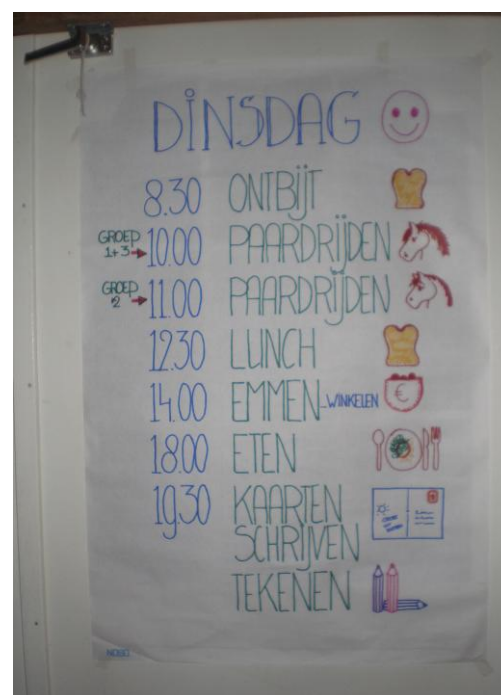 DINSDAG
8.30 ONTBIJT
GROEP 1+3 → 10.00 PAARDRIJDEN
GROEP 2 → 11.00 PAARDRIJDEN
12.30 LUNCH
14.00 EMMEN-WINKELEN €
18.00 ETEN
19.30 KAARTEN
SCHRIJVEN
TEKENEN
NOBO